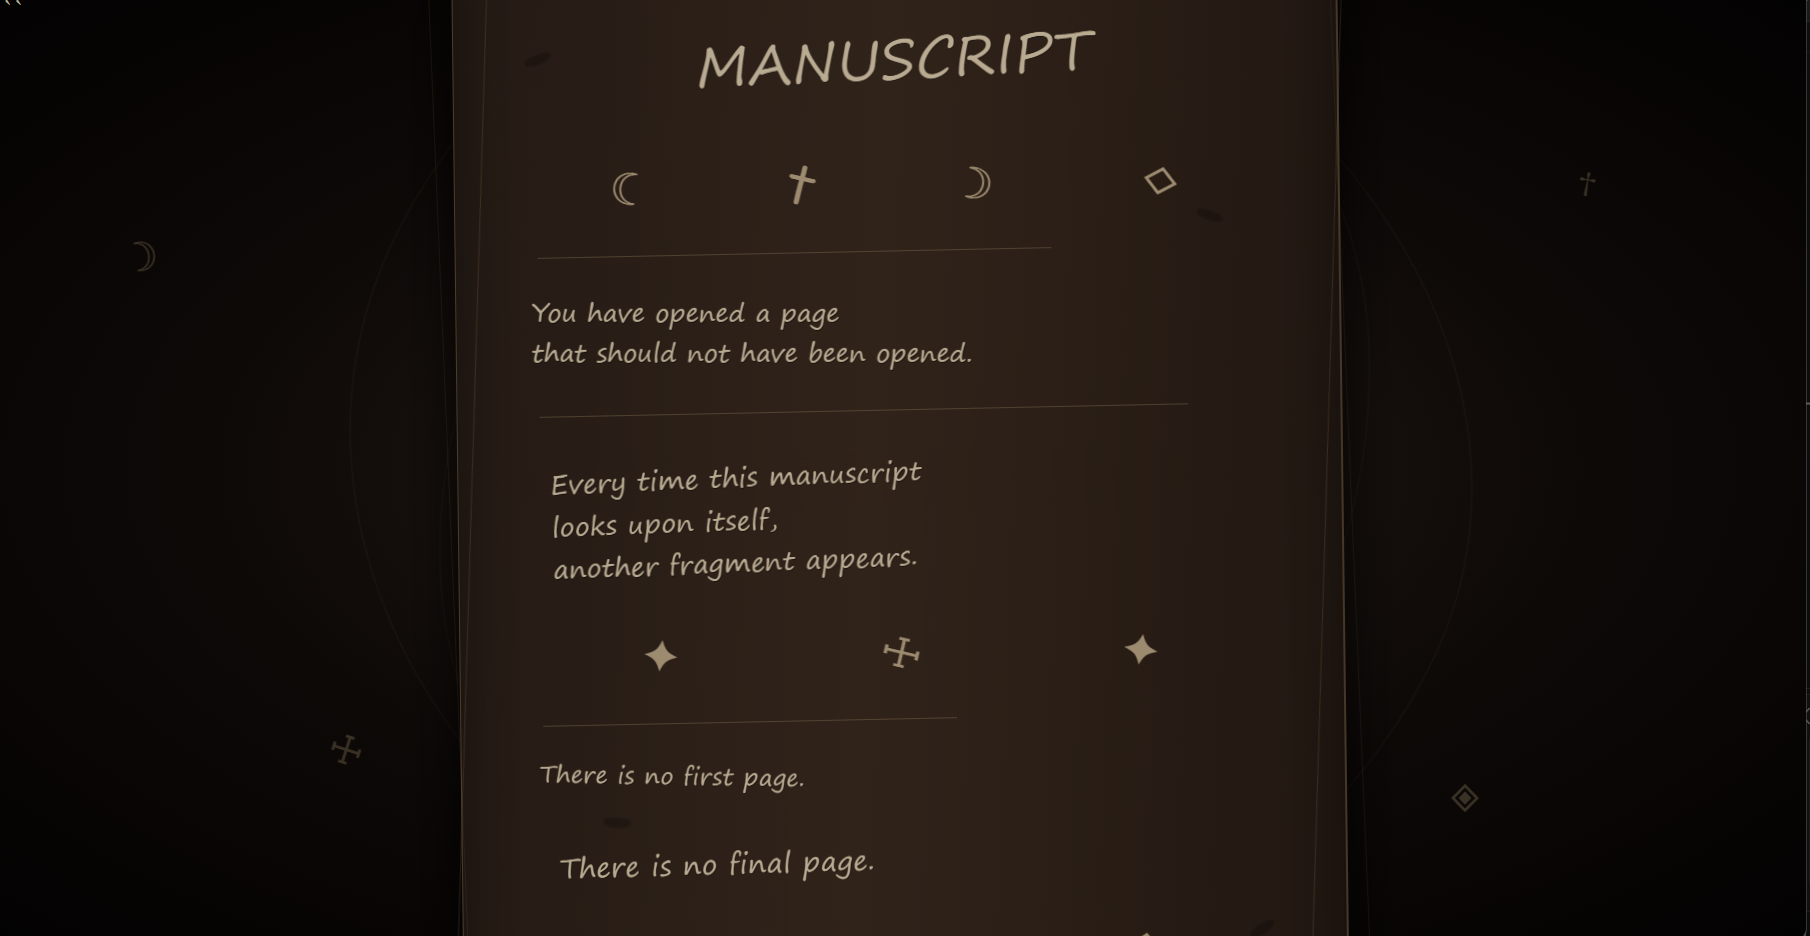 MANUSCRIPT
☾ † ☽ ◇
You have opened a page
that should not have been opened.
Every time this manuscript
looks upon itself,
another fragment appears.
✦ ☩ ✦
There is no first page.
There is no final page.